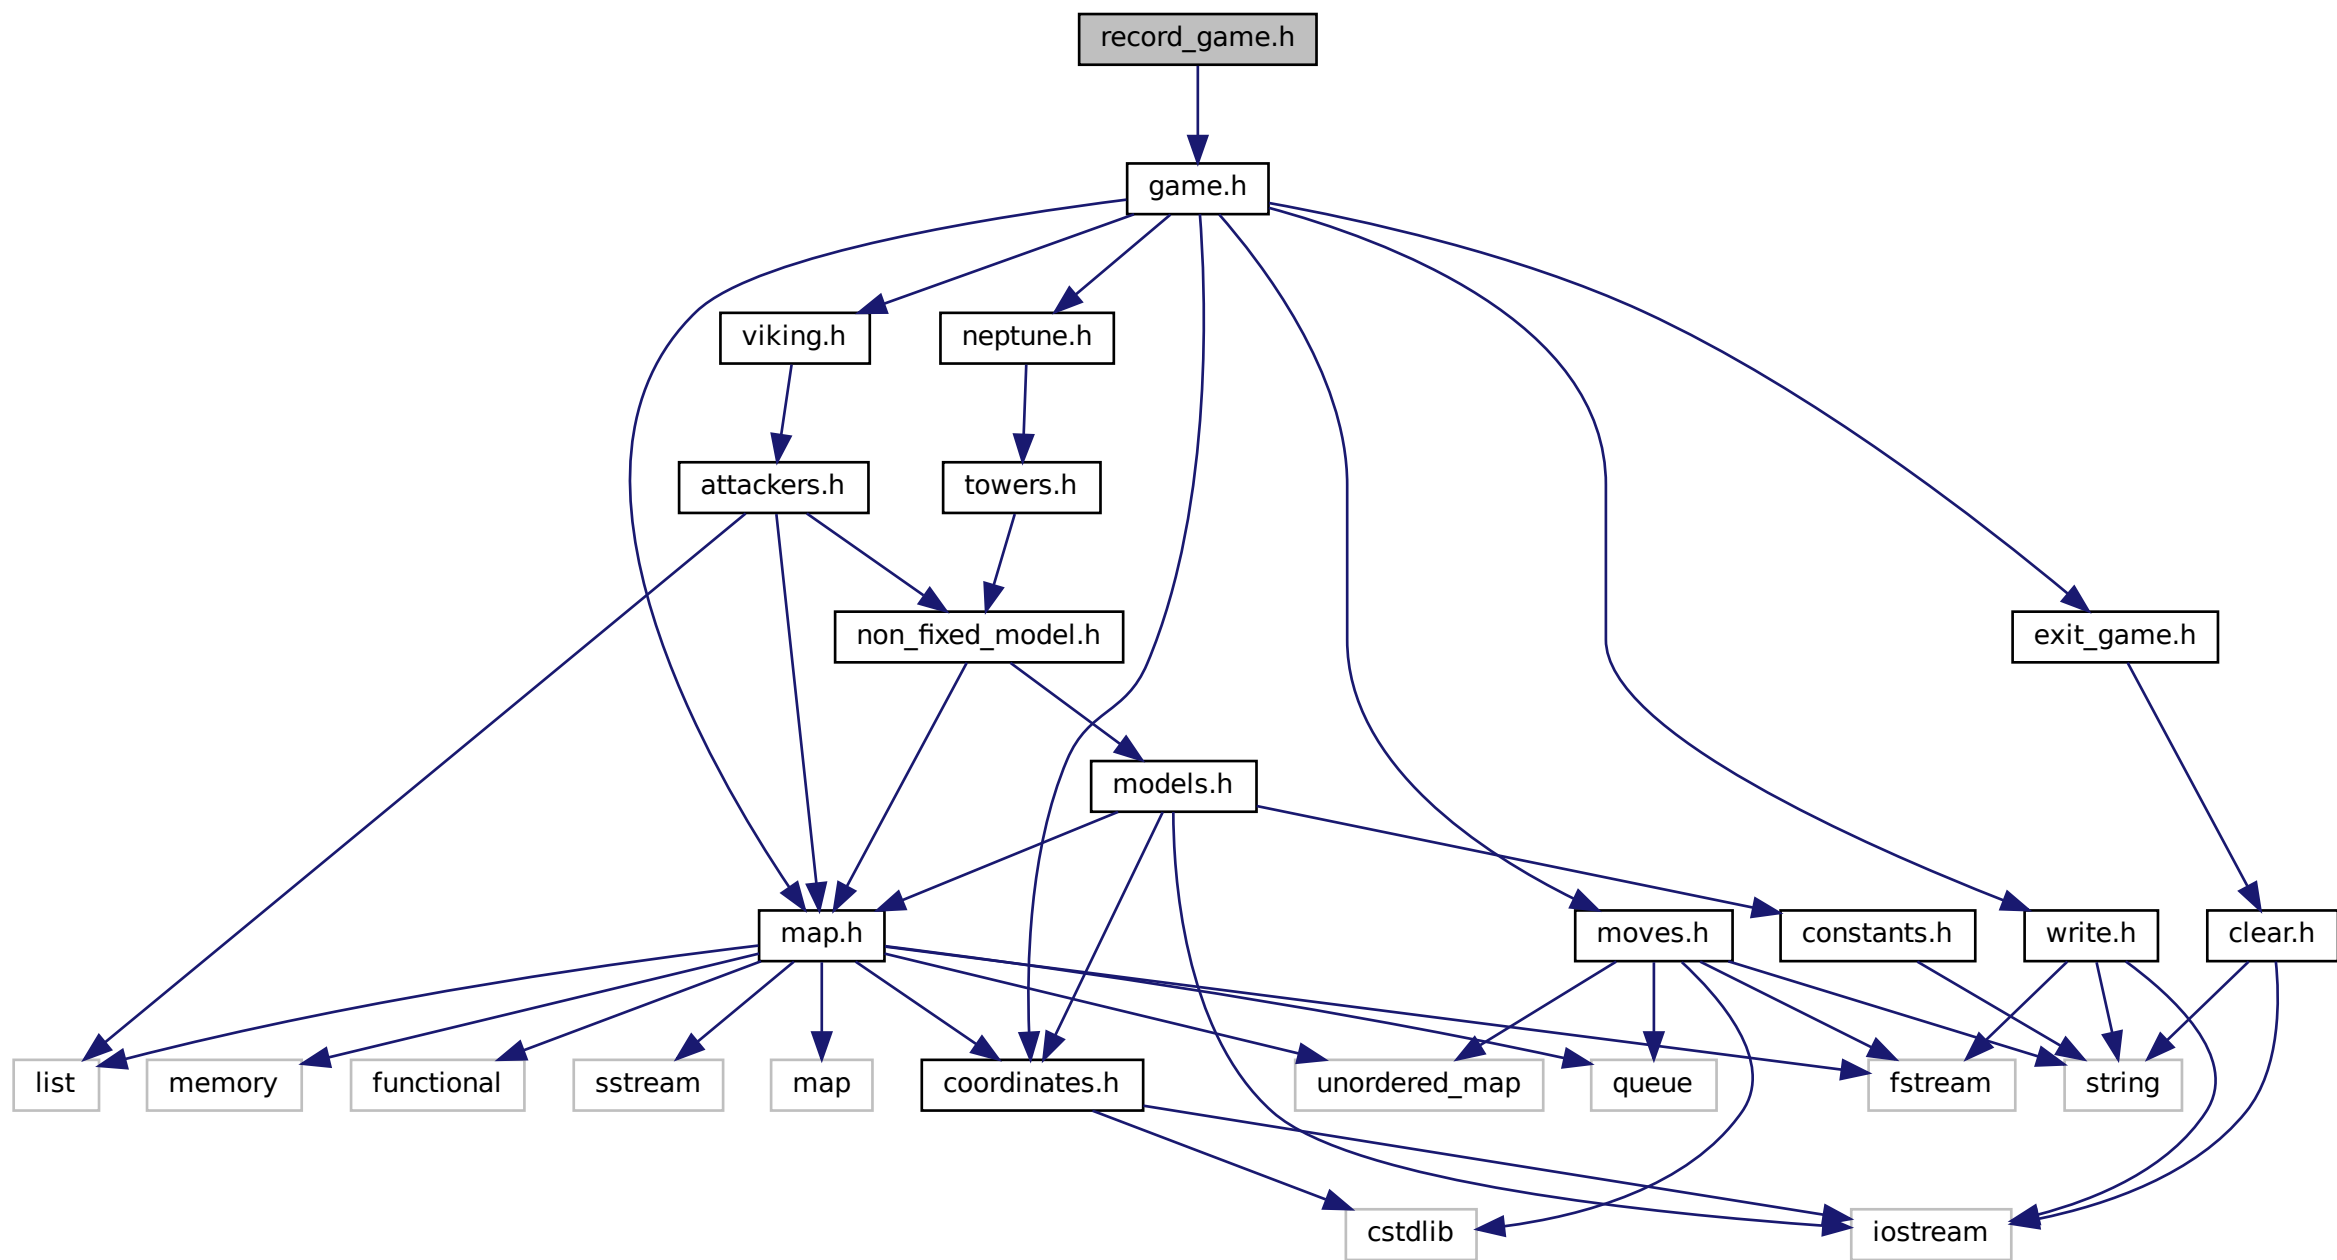 record_game.h
game.h
viking.h
neptune.h
attackers.h
towers.h
non_fixed_model.h
exit_game.h
models.h
map.h
moves.h
constants.h
write.h
clear.h
list
memory
functional
sstream
map
coordinates.h
unordered_map
queue
fstream
string
cstdlib
iostream